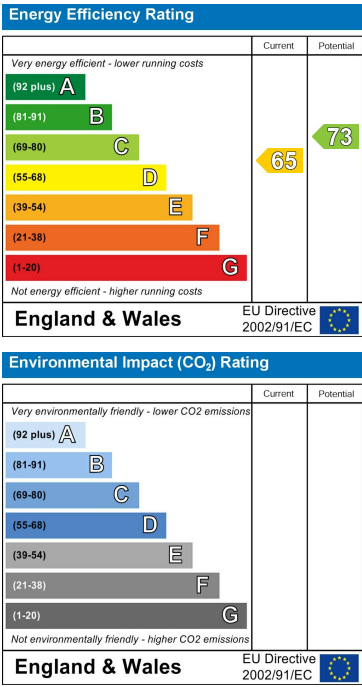 Energy Efficiency Rating
Current Potential
Very energy efficient - lower running costs
(92 plus) A
(81-91) B
(69-80) C
(55-68) D
(39-54) E
(21-38) F
(1-20) G
65
73
Not energy efficient - higher running costs
England & Wales
EU Directive
2002/91/EC
Environmental Impact (CO₂) Rating
Current Potential
Very environmentally friendly - lower CO2 emissions
(92 plus) A
(81-91) B
(69-80) C
(55-68) D
(39-54) E
(21-38) F
(1-20) G
Not environmentally friendly - higher CO2 emissions
England & Wales
EU Directive
2002/91/EC